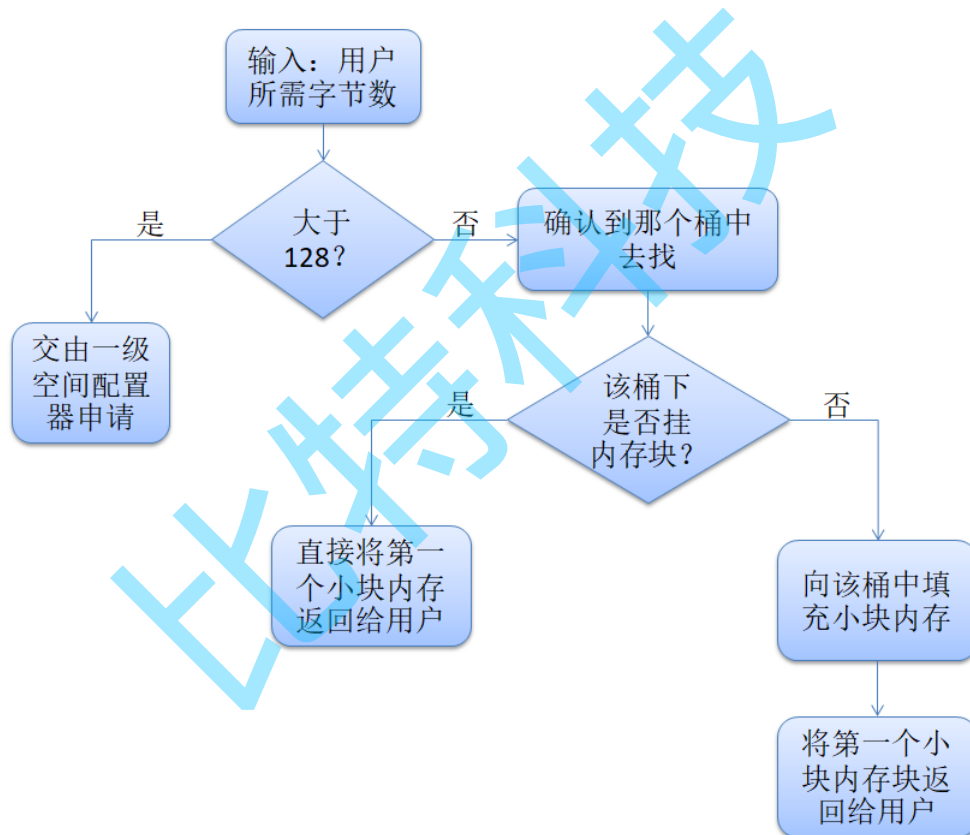 输入：用户
所需字节数
大于
128？
是
否
确认到那个桶中
去找
交由一级
空间配置
器申请
该桶下
是否挂
内存块？
是
否
直接将第一
个小块内存
返回给用户
向该桶中填
充小块内存
将第一个小
块内存块返
回给用户
比特科技